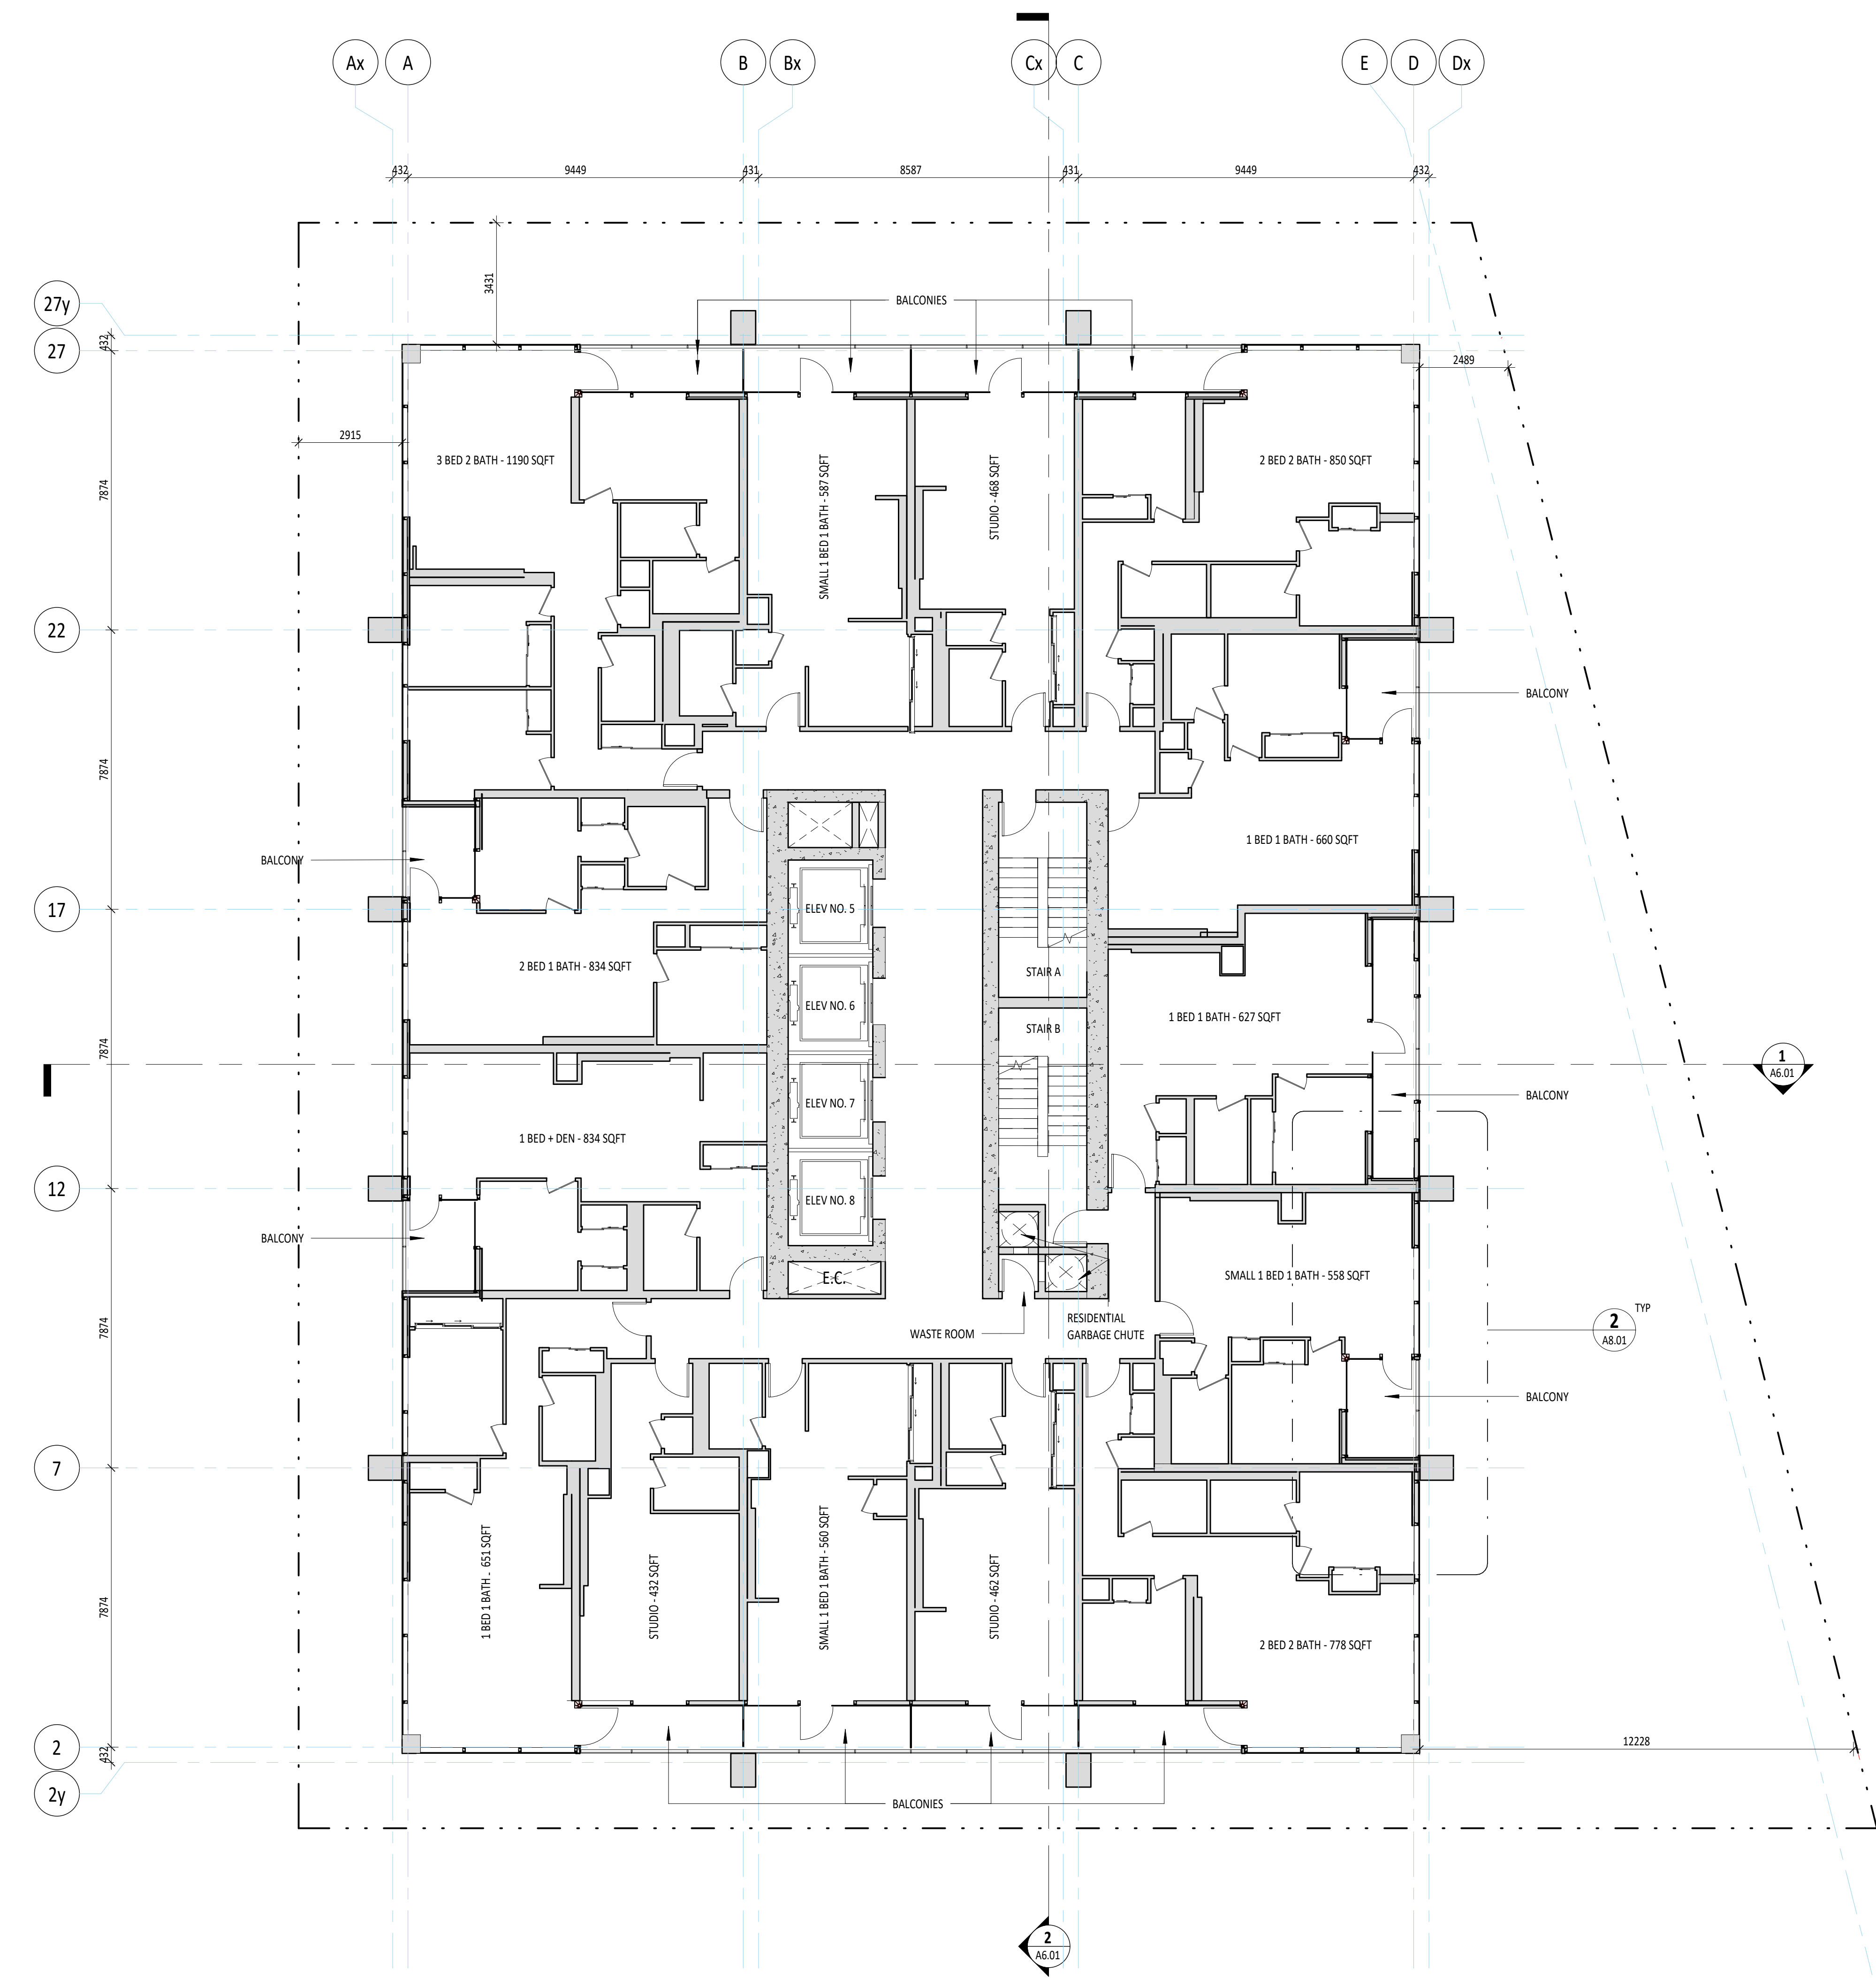 Ax
A
B
Bx
Cx
C
E
D
Dx
432
9449
431
8587
431
9449
432
3431
27y
432
27
BALCONIES
2489
2915
7874
3 BED 2 BATH - 1190 SQFT
SMALL 1 BED 1 BATH - 587 SQFT
STUDIO - 468 SQFT
2 BED 2 BATH - 850 SQFT
22
BALCONY
7874
1 BED 1 BATH - 660 SQFT
BALCONY
17
ELEV NO. 5
2 BED 1 BATH - 834 SQFT
STAIR A
ELEV NO. 6
1 BED 1 BATH - 627 SQFT
STAIR B
7874
1
A6.01
BALCONY
ELEV NO. 7
1 BED + DEN - 834 SQFT
12
ELEV NO. 8
BALCONY
E.C.
SMALL 1 BED 1 BATH - 558 SQFT
7874
WASTE ROOM
RESIDENTIAL
GARBAGE CHUTE
TYP
2
A8.01
BALCONY
7
1 BED 1 BATH - 651 SQFT
STUDIO - 432 SQFT
SMALL 1 BED 1 BATH - 560 SQFT
STUDIO - 462 SQFT
7874
2 BED 2 BATH - 778 SQFT
2
432
12228
2y
BALCONIES
2
A6.01